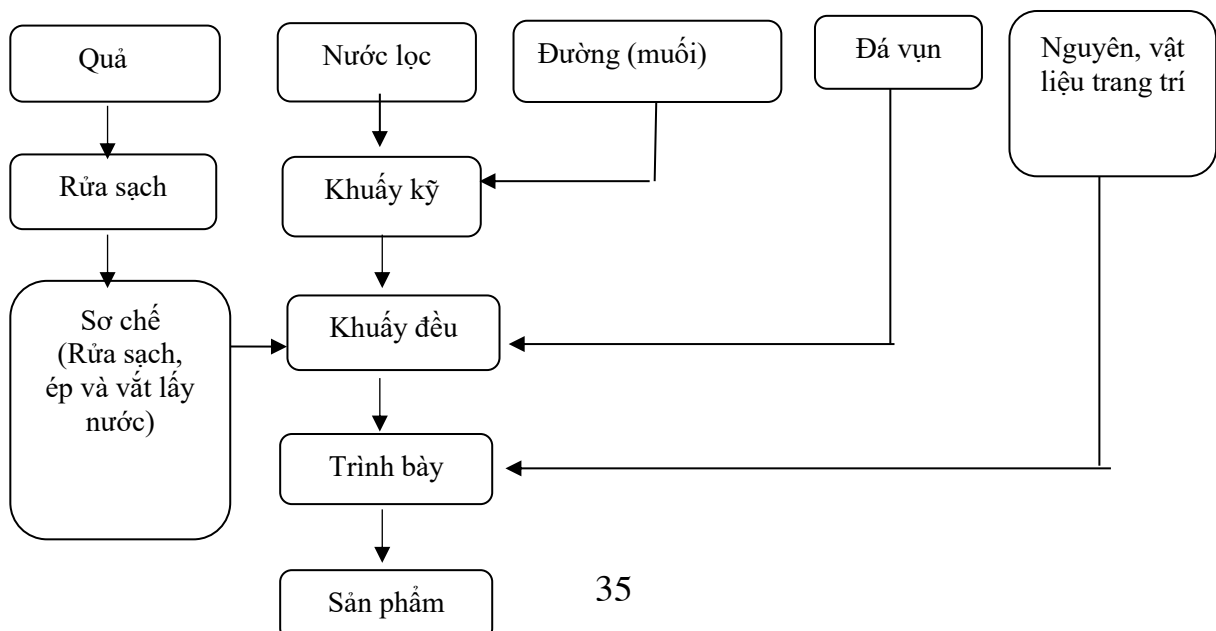 Quả
Nước lọc
Đường (muối)
Đá vụn
Nguyên, vật
liệu trang trí
Rửa sạch
Khuấy kỹ
Sơ chế
(Rửa sạch,
ép và vắt lấy
nước)
Khuấy đều
Trình bày
Sản phẩm
35